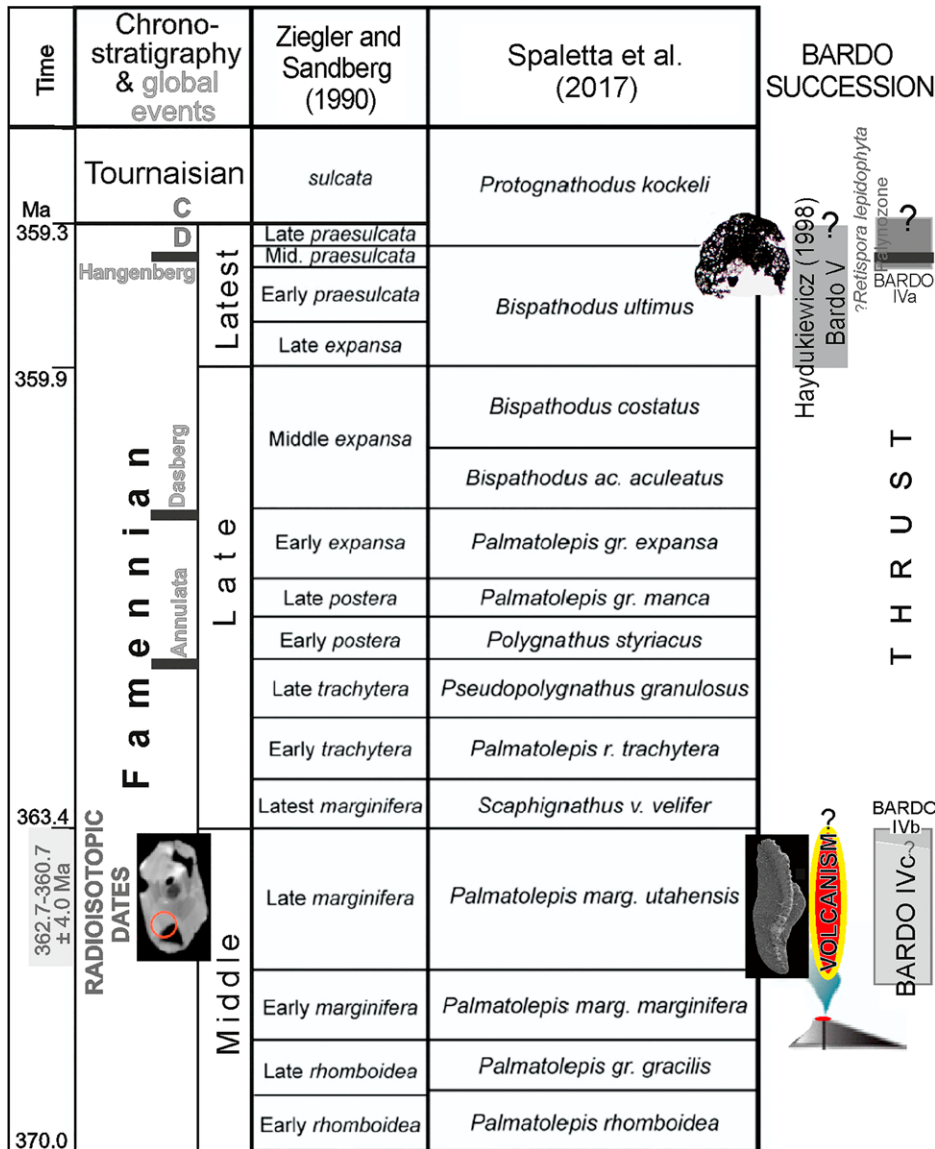 Time
Chrono-
stratigraphy
& global
events
Ziegler and
Sandberg
(1990)
Spaletta et al.
(2017)
BARDO
SUCCESSION
Ma
359.3
359.9
363.4
370.0
362.7-360.7
± 4.0 Ma
Tournaisian
C
D
Hangenberg
Famennian
Dasberg
Annulata
RADIOISOTOPIC
DATES
Latest
Late
Middle
sulcata
Late praesulcata
Mid. praesulcata
Early praesulcata
Late expansa
Middle expansa
Early expansa
Late postera
Early postera
Late trachytera
Early trachytera
Latest marginifera
Late marginifera
Early marginifera
Late rhomboidea
Early rhomboidea
Protognathodus kockeli
Bispathodus ultimus
Bispathodus costatus
Bispathodus ac. aculeatus
Palmatolepis gr. expansa
Palmatolepis gr. manca
Polygnathus styriacus
Pseudopolygnathus granulosus
Palmatolepis r. trachytera
Scaphignathus v. velifer
Palmatolepis marg. utahensis
Palmatolepis marg. marginifera
Palmatolepis gr. gracilis
Palmatolepis rhomboidea
Haydukiewicz (1998)
Bardo V
?
?Retispora lepidophyta
Palynozone
?
BARDO
IVa
THRUST
VOLCANISM
?
BARDO
IVb
?
BARDO IVc